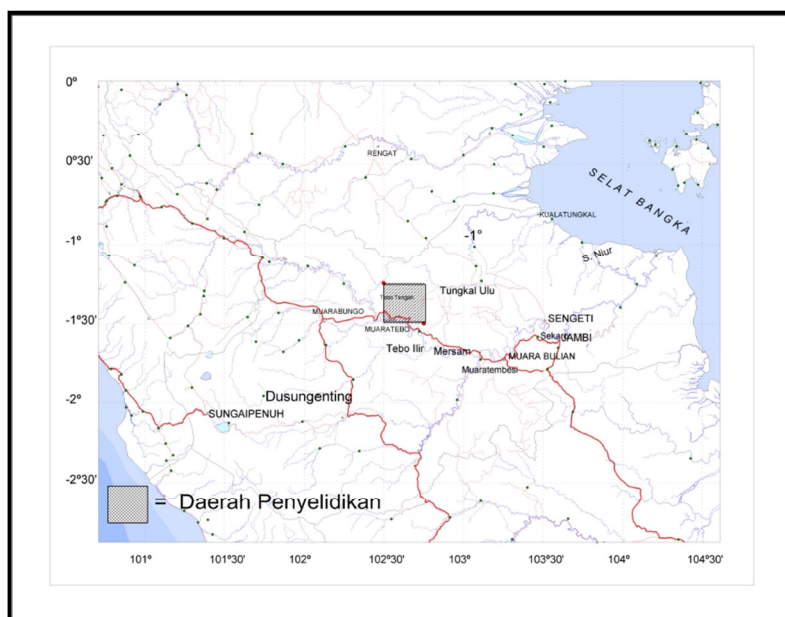 0°
0°30'
RENGAT
SELAT BANGKA
KUALATUNGKAL
-1°
-1°
S. Niur
Tungkal Ulu
Tebo Tengah
MUARABUNGO
-1°30'
MUARATEBO
SENGETI
Sekanan
JAMBI
Tebo Ilir
Mersam
MUARA BULIAN
Muaratembesi
-2°
Dusungenting
SUNGAIPENUH
-2°30'
= Daerah Penyelidikan
101°
101°30'
102°
102°30'
103°
103°30'
104°
104°30'